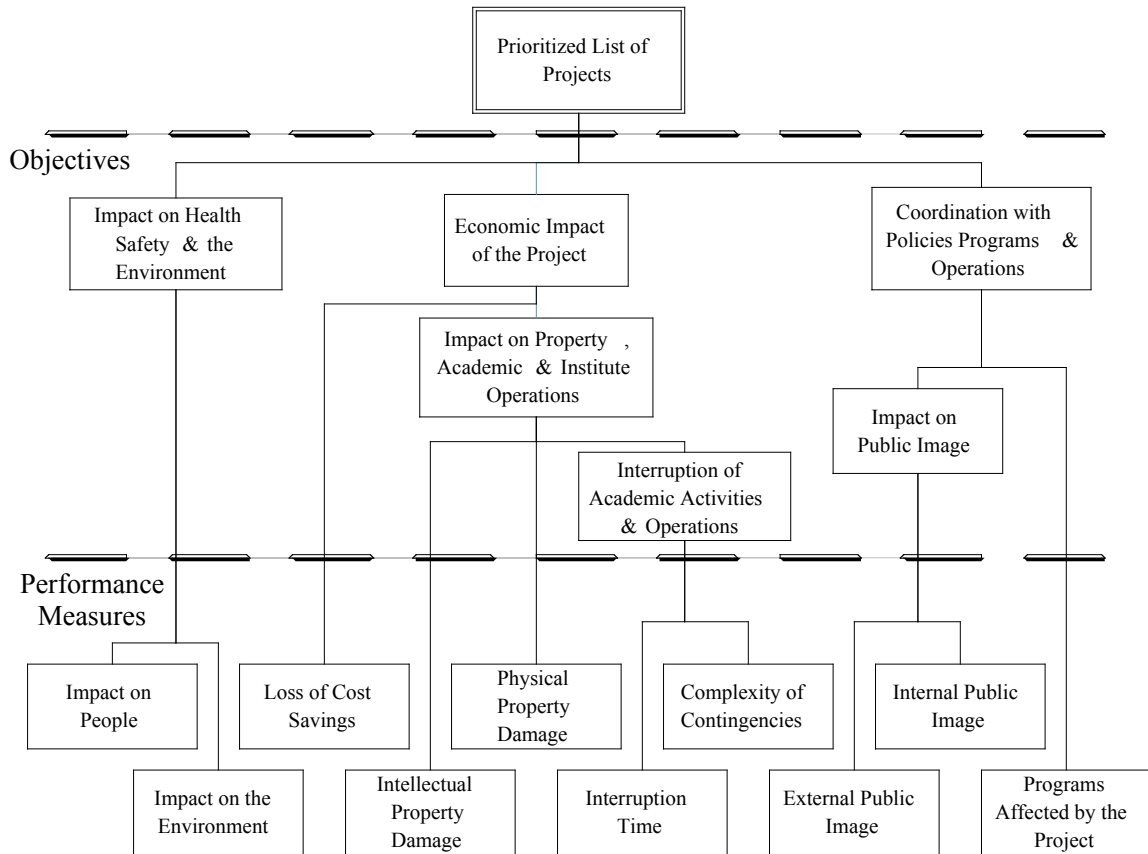 Prioritized List of
Projects
Objectives
Impact on Health
Safety & the
Environment
Economic Impact
of the Project
Coordination with
Policies Programs &
Operations
Impact on Property ,
Academic & Institute
Operations
Impact on
Public Image
Interruption of
Academic Activities
& Operations
Performance
Measures
Impact on
People
Loss of Cost
Savings
Physical
Property
Damage
Complexity of
Contingencies
Internal Public
Image
Impact on the
Environment
Intellectual
Property
Damage
Interruption
Time
External Public
Image
Programs
Affected by the
Project